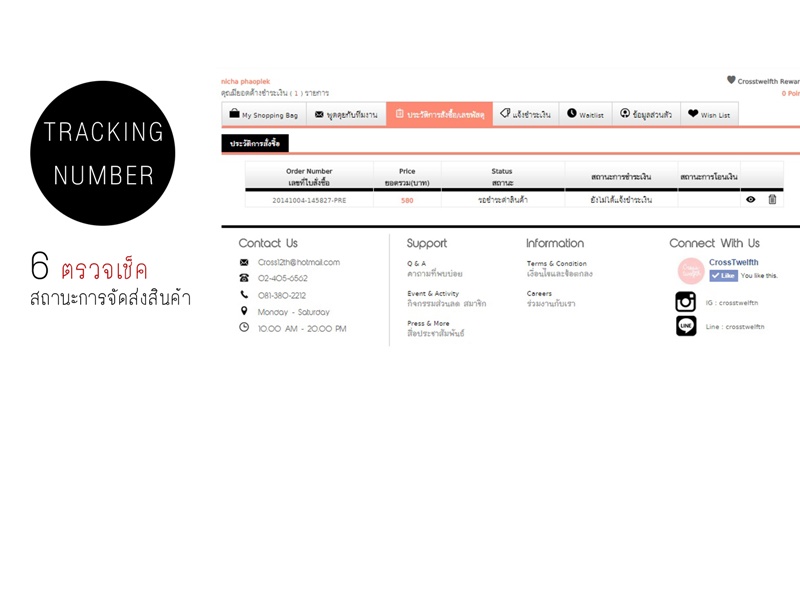 TRACKING
NUMBER
6 ตรวจเช็ค
สถานะการจัดส่งสินค้า
nicha phaoplek
คุณมียอดค้างชำระเงิน ( 1 ) รายการ
Crosstwelfth Rewar
0 Poin
My Shopping Bag
พูดคุยกับทีมงาน
ประวัติการสั่งซื้อ/เลขพัสดุ
แจ้งชำระเงิน
Waitlist
ข้อมูลส่วนตัว
Wish List
ประวัติการสั่งซื้อ
Order Number Price Status
เลขที่ใบสั่งซื้อ ยอดรวม(บาท) สถานะ สถานะการชำระเงิน สถานะการโอนเงิน
20141004-145827-PRE 580 รอชำระค่าสินค้า ยังไม่ได้แจ้งชำระเงิน
Contact Us
Cross12th@hotmail.com
02-405-6562
081-380-2212
Monday - Saturday
10.00 AM - 20.00 PM
Support
Q & A
คำถามที่พบบ่อย
Event & Activity
กิจกรรมส่วนลด สมาชิก
Press & More
สื่อประชาสัมพันธ์
Information
Terms & Condition
เงื่อนไขและข้อตกลง
Careers
ร่วมงานกับเรา
Connect With Us
CrossTwelfth
Like You like this.
IG : crosstwelfth
LINE
Line : crosstwelfth